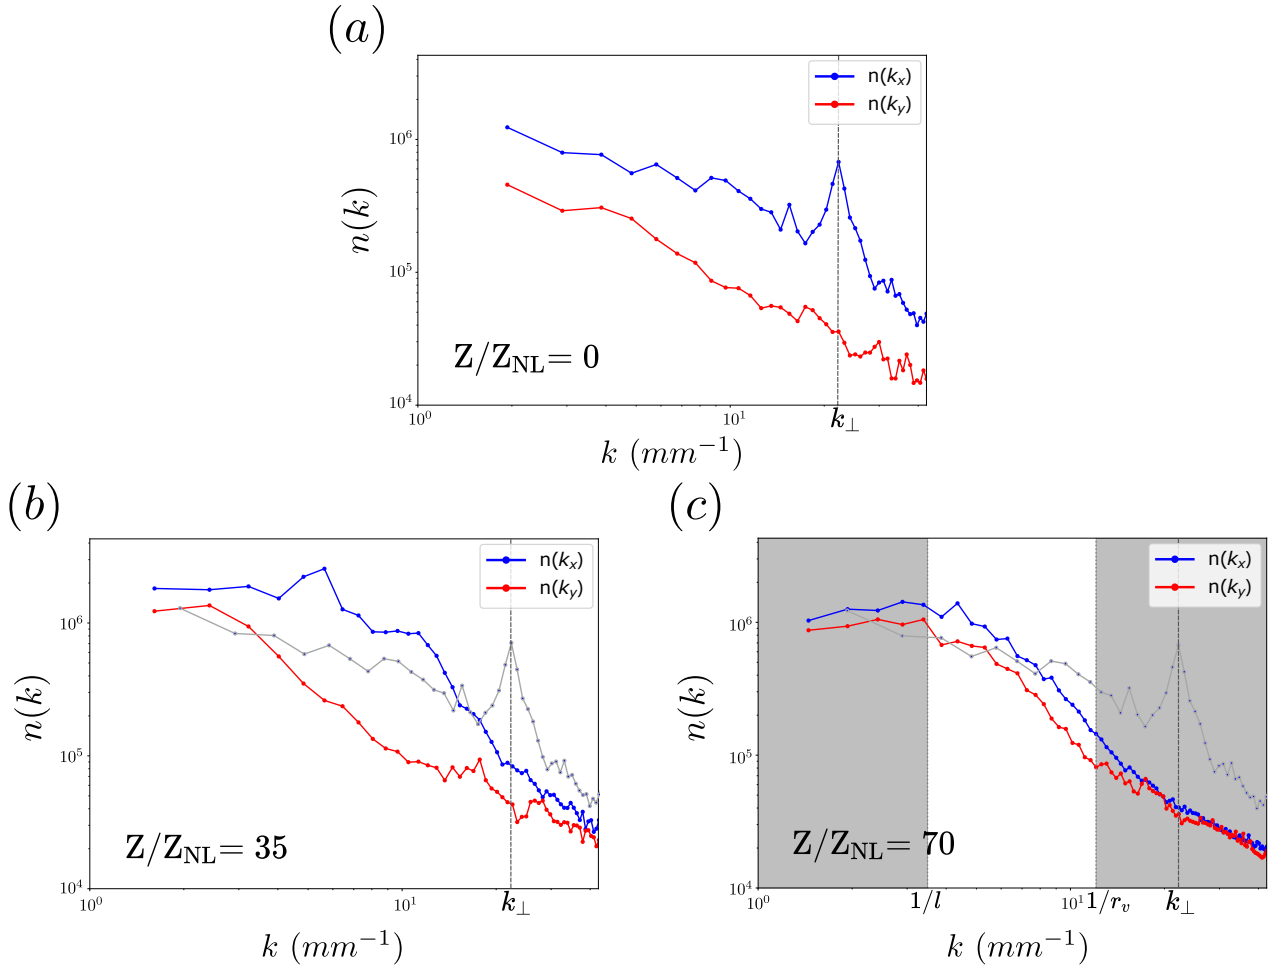 (a)
n(k_x)
n(k_y)
10^6
10^5
10^4
n(k)
Z/Z_NL = 0
10^0
10^1
k_⊥
k (mm^−1)
(b)
n(k_x)
n(k_y)
10^6
10^5
10^4
n(k)
Z/Z_NL = 35
10^0
10^1
k_⊥
k (mm^−1)
(c)
n(k_x)
n(k_y)
10^6
10^5
10^4
n(k)
Z/Z_NL = 70
10^0
1/l
10^1
1/r_v
k_⊥
k (mm^−1)